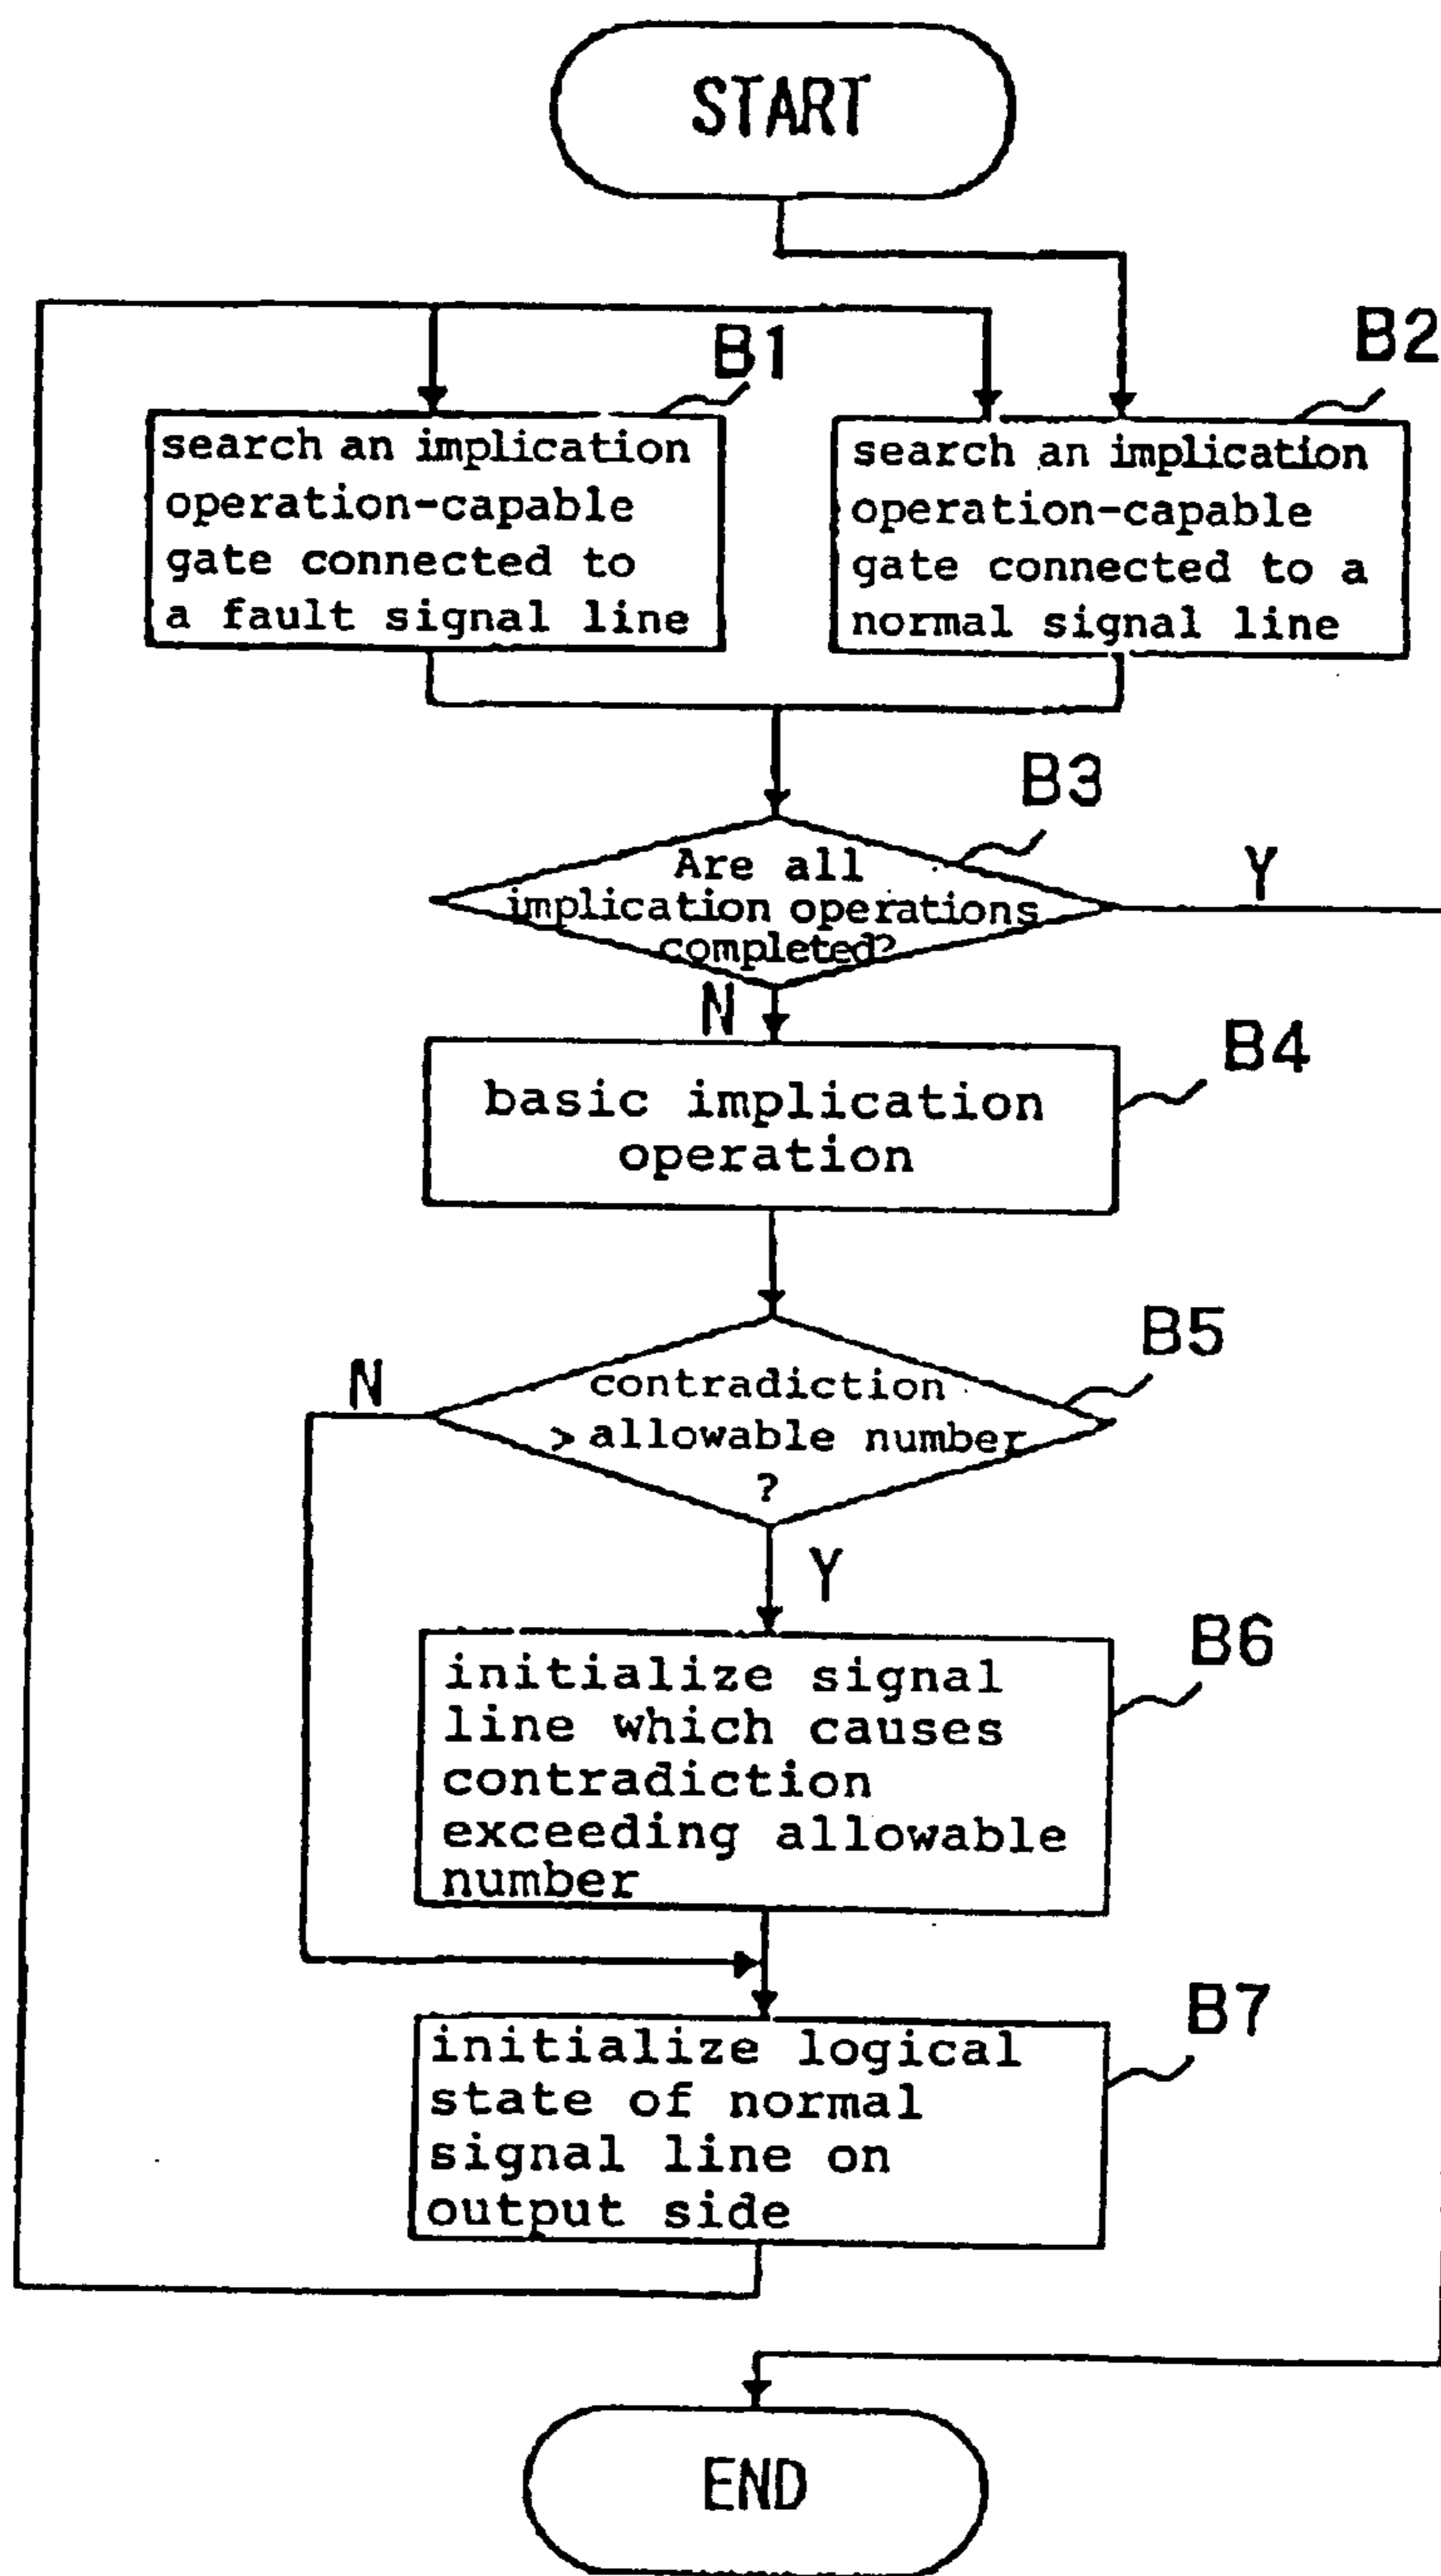 START
B1
B2
search an implication
operation-capable
gate connected to
a fault signal line
search an implication
operation-capable
gate connected to a
normal signal line
B3
Are all
implication operations
completed?
Y
N
B4
basic implication
operation
B5
N
contradiction
> allowable number
?
Y
B6
initialize signal
line which causes
contradiction
exceeding allowable
number
B7
initialize logical
state of normal
signal line on
output side
END